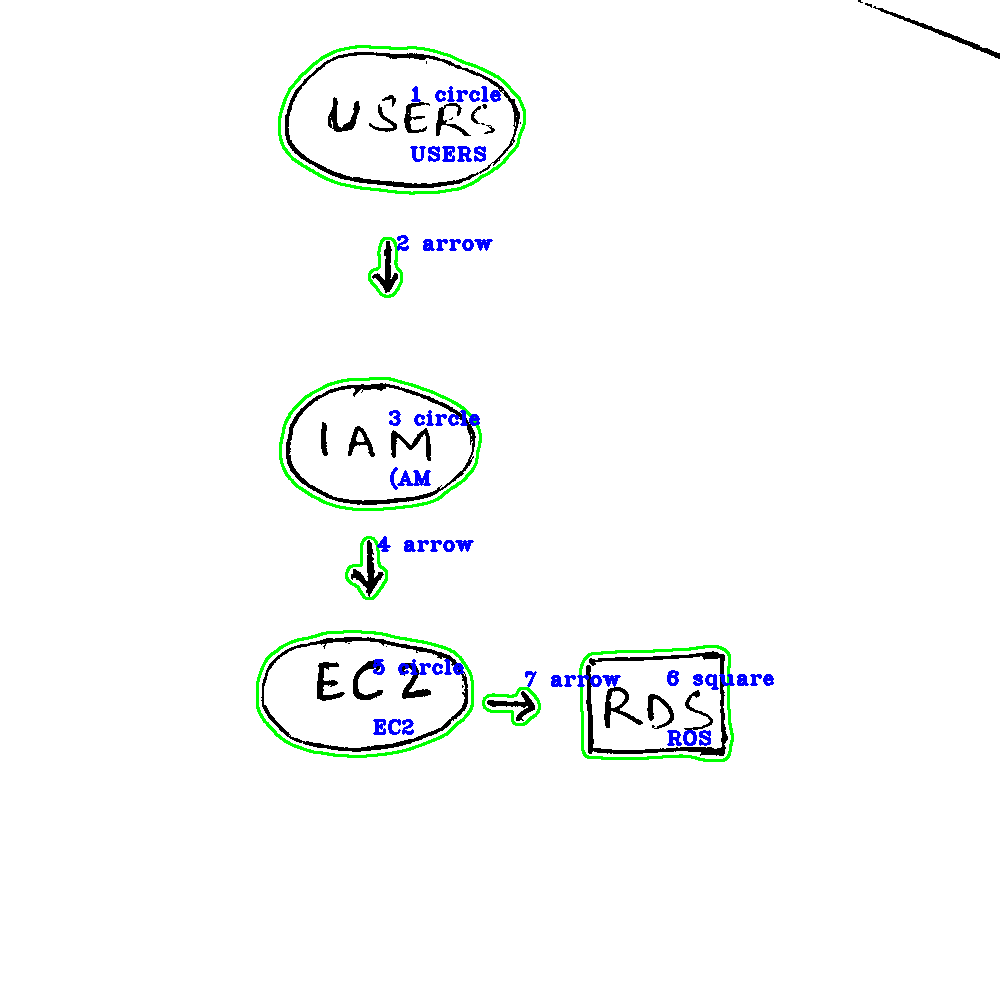 1 circle
USERS
USERS
2 arrow
3 circle
IAM
(AM
4 arrow
5 circle
EC2
EC2
7 arrow
6 square
RDS
ROS